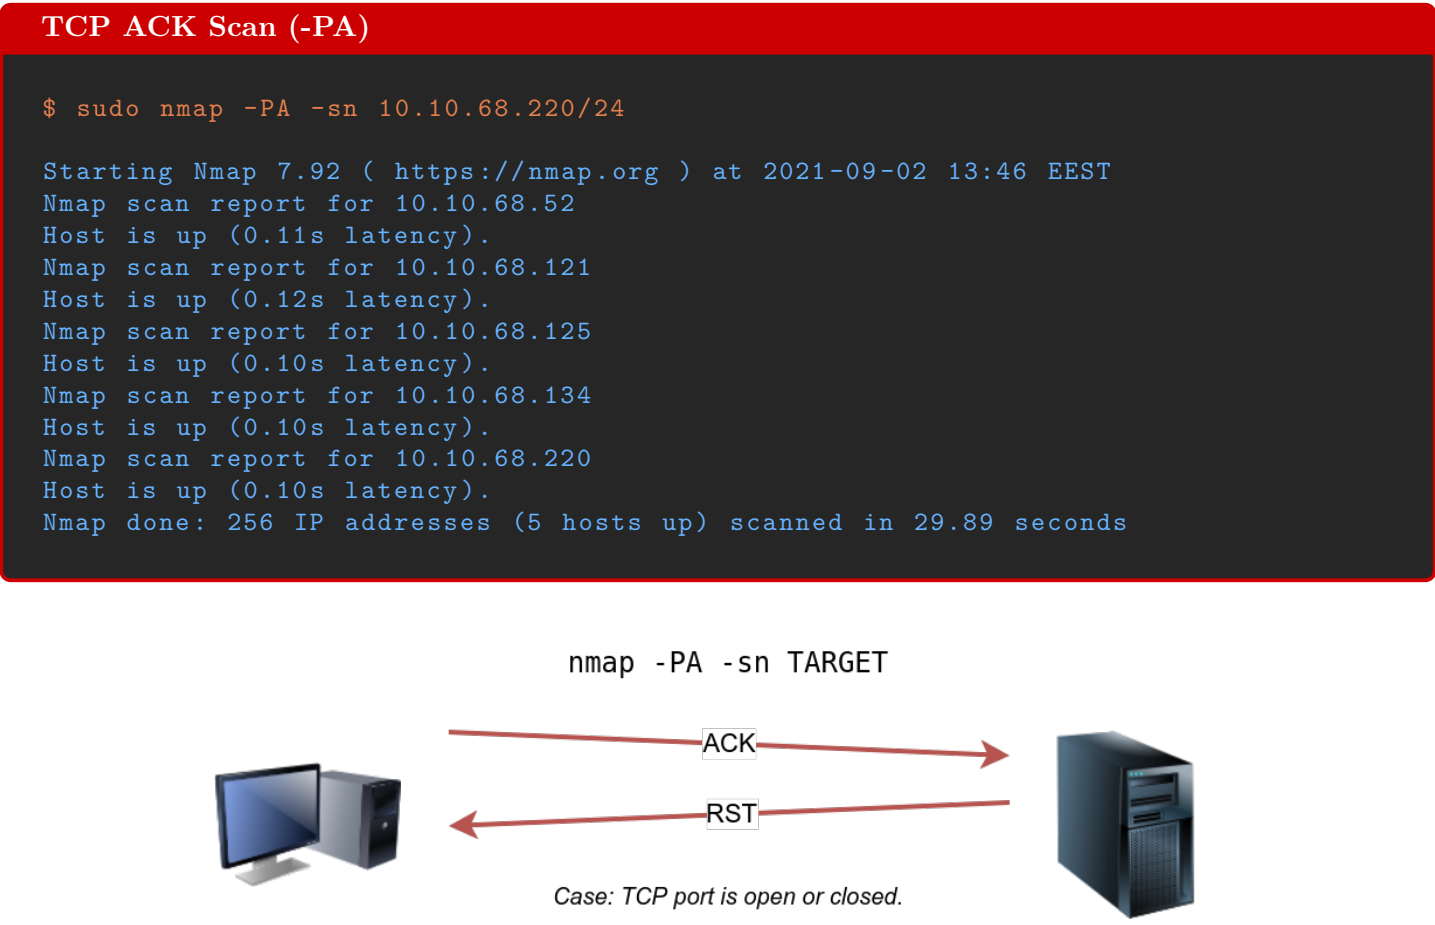 TCP ACK Scan (-PA)
$ sudo nmap -PA -sn 10.10.68.220/24
Starting Nmap 7.92 ( https://nmap.org ) at 2021-09-02 13:46 EEST
Nmap scan report for 10.10.68.52
Host is up (0.11s latency).
Nmap scan report for 10.10.68.121
Host is up (0.12s latency).
Nmap scan report for 10.10.68.125
Host is up (0.10s latency).
Nmap scan report for 10.10.68.134
Host is up (0.10s latency).
Nmap scan report for 10.10.68.220
Host is up (0.10s latency).
Nmap done: 256 IP addresses (5 hosts up) scanned in 29.89 seconds
nmap -PA -sn TARGET
ACK
RST
Case: TCP port is open or closed.